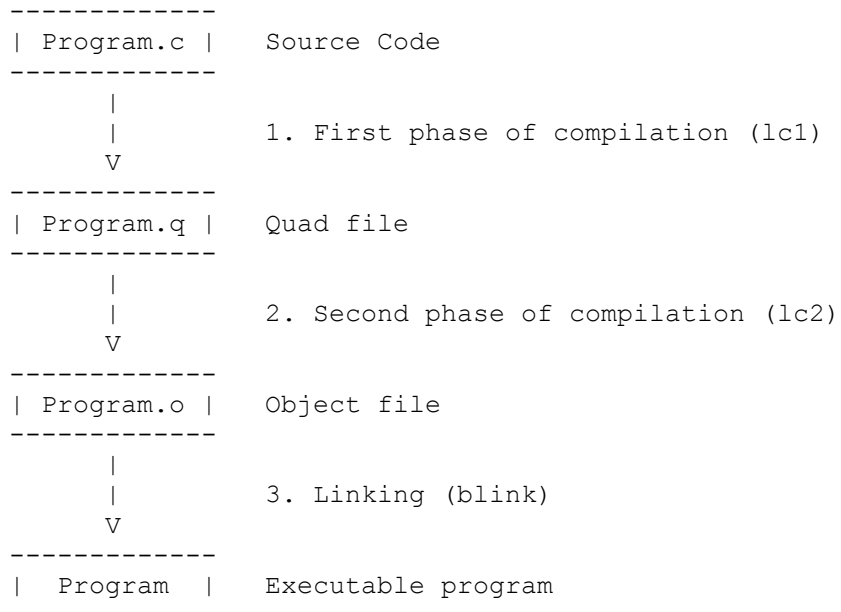 -------------
| Program.c |   Source Code
-------------
      |
      |         1. First phase of compilation (lc1)
      V
-------------
| Program.q |   Quad file
-------------
      |
      |         2. Second phase of compilation (lc2)
      V
-------------
| Program.o |   Object file
-------------
      |
      |         3. Linking (blink)
      V
-------------
|  Program  |   Executable program